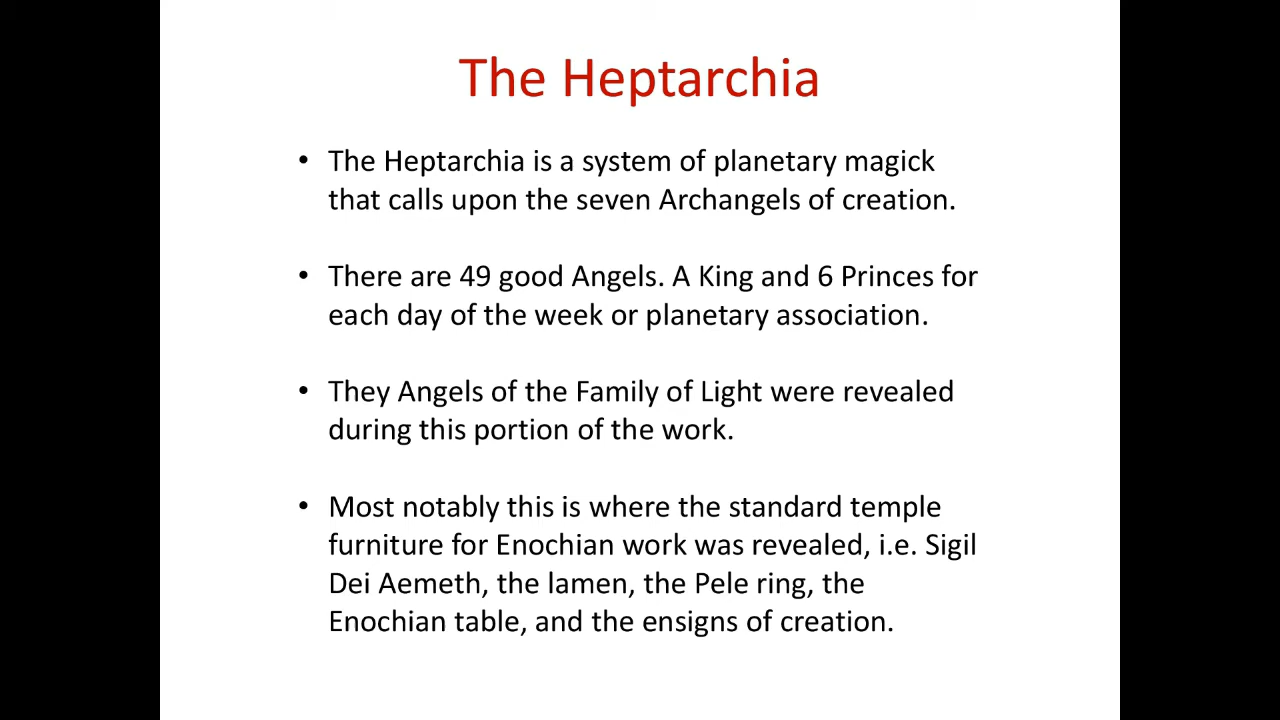 The Heptarchia
• The Heptarchia is a system of planetary magick
that calls upon the seven Archangels of creation.
• There are 49 good Angels. A King and 6 Princes for
each day of the week or planetary association.
• They Angels of the Family of Light were revealed
during this portion of the work.
• Most notably this is where the standard temple
furniture for Enochian work was revealed, i.e. Sigil
Dei Aemeth, the lamen, the Pele ring, the
Enochian table, and the ensigns of creation.